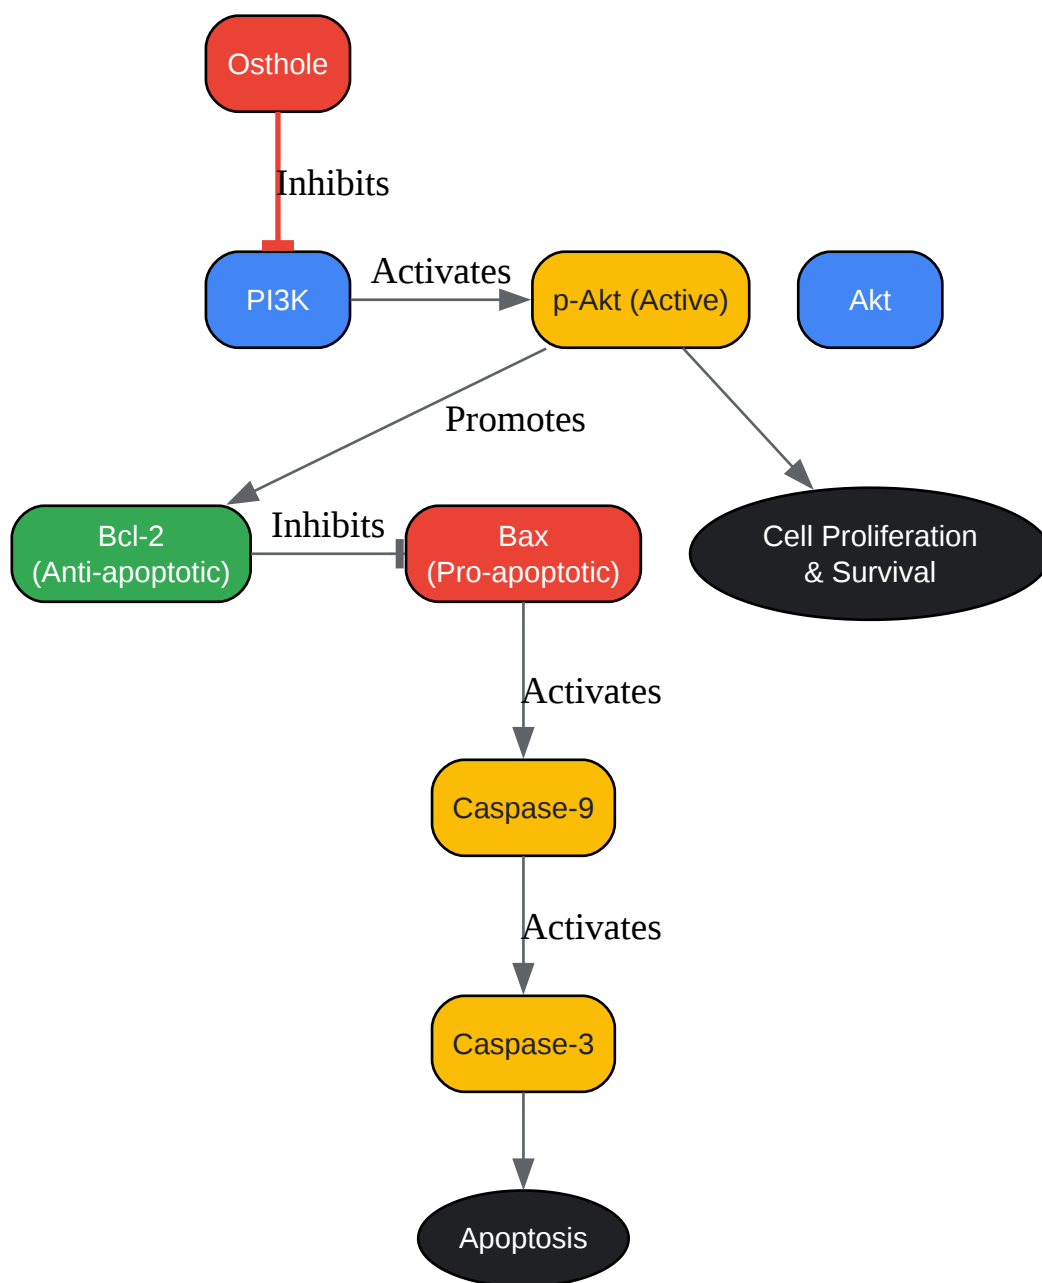 Osthole
Inhibits
PI3K
Activates
p-Akt (Active)
Akt
Promotes
Bcl-2
(Anti-apoptotic)
Inhibits
Bax
(Pro-apoptotic)
Cell Proliferation
& Survival
Activates
Caspase-9
Activates
Caspase-3
Apoptosis